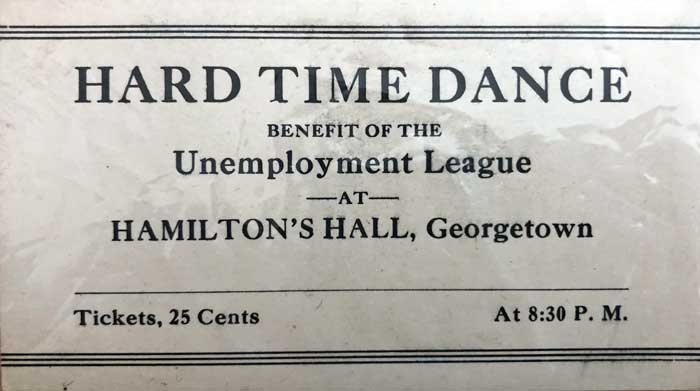 HARD TIME DANCE
BENEFIT OF THE
Unemployment League
—AT—
HAMILTON'S HALL, Georgetown
Tickets, 25 Cents At 8:30 P. M.